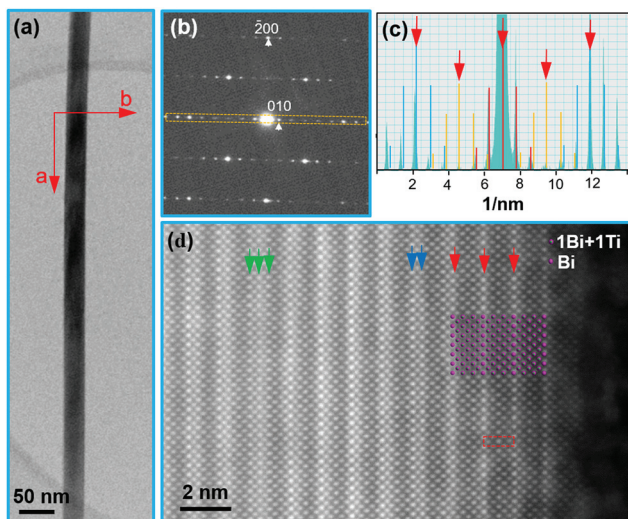 (a)
b
a
50 nm
(b)
2̄00
010
(c)
2 4 6 8 10 12
1/nm
(d)
1Bi+1Ti
Bi
2 nm